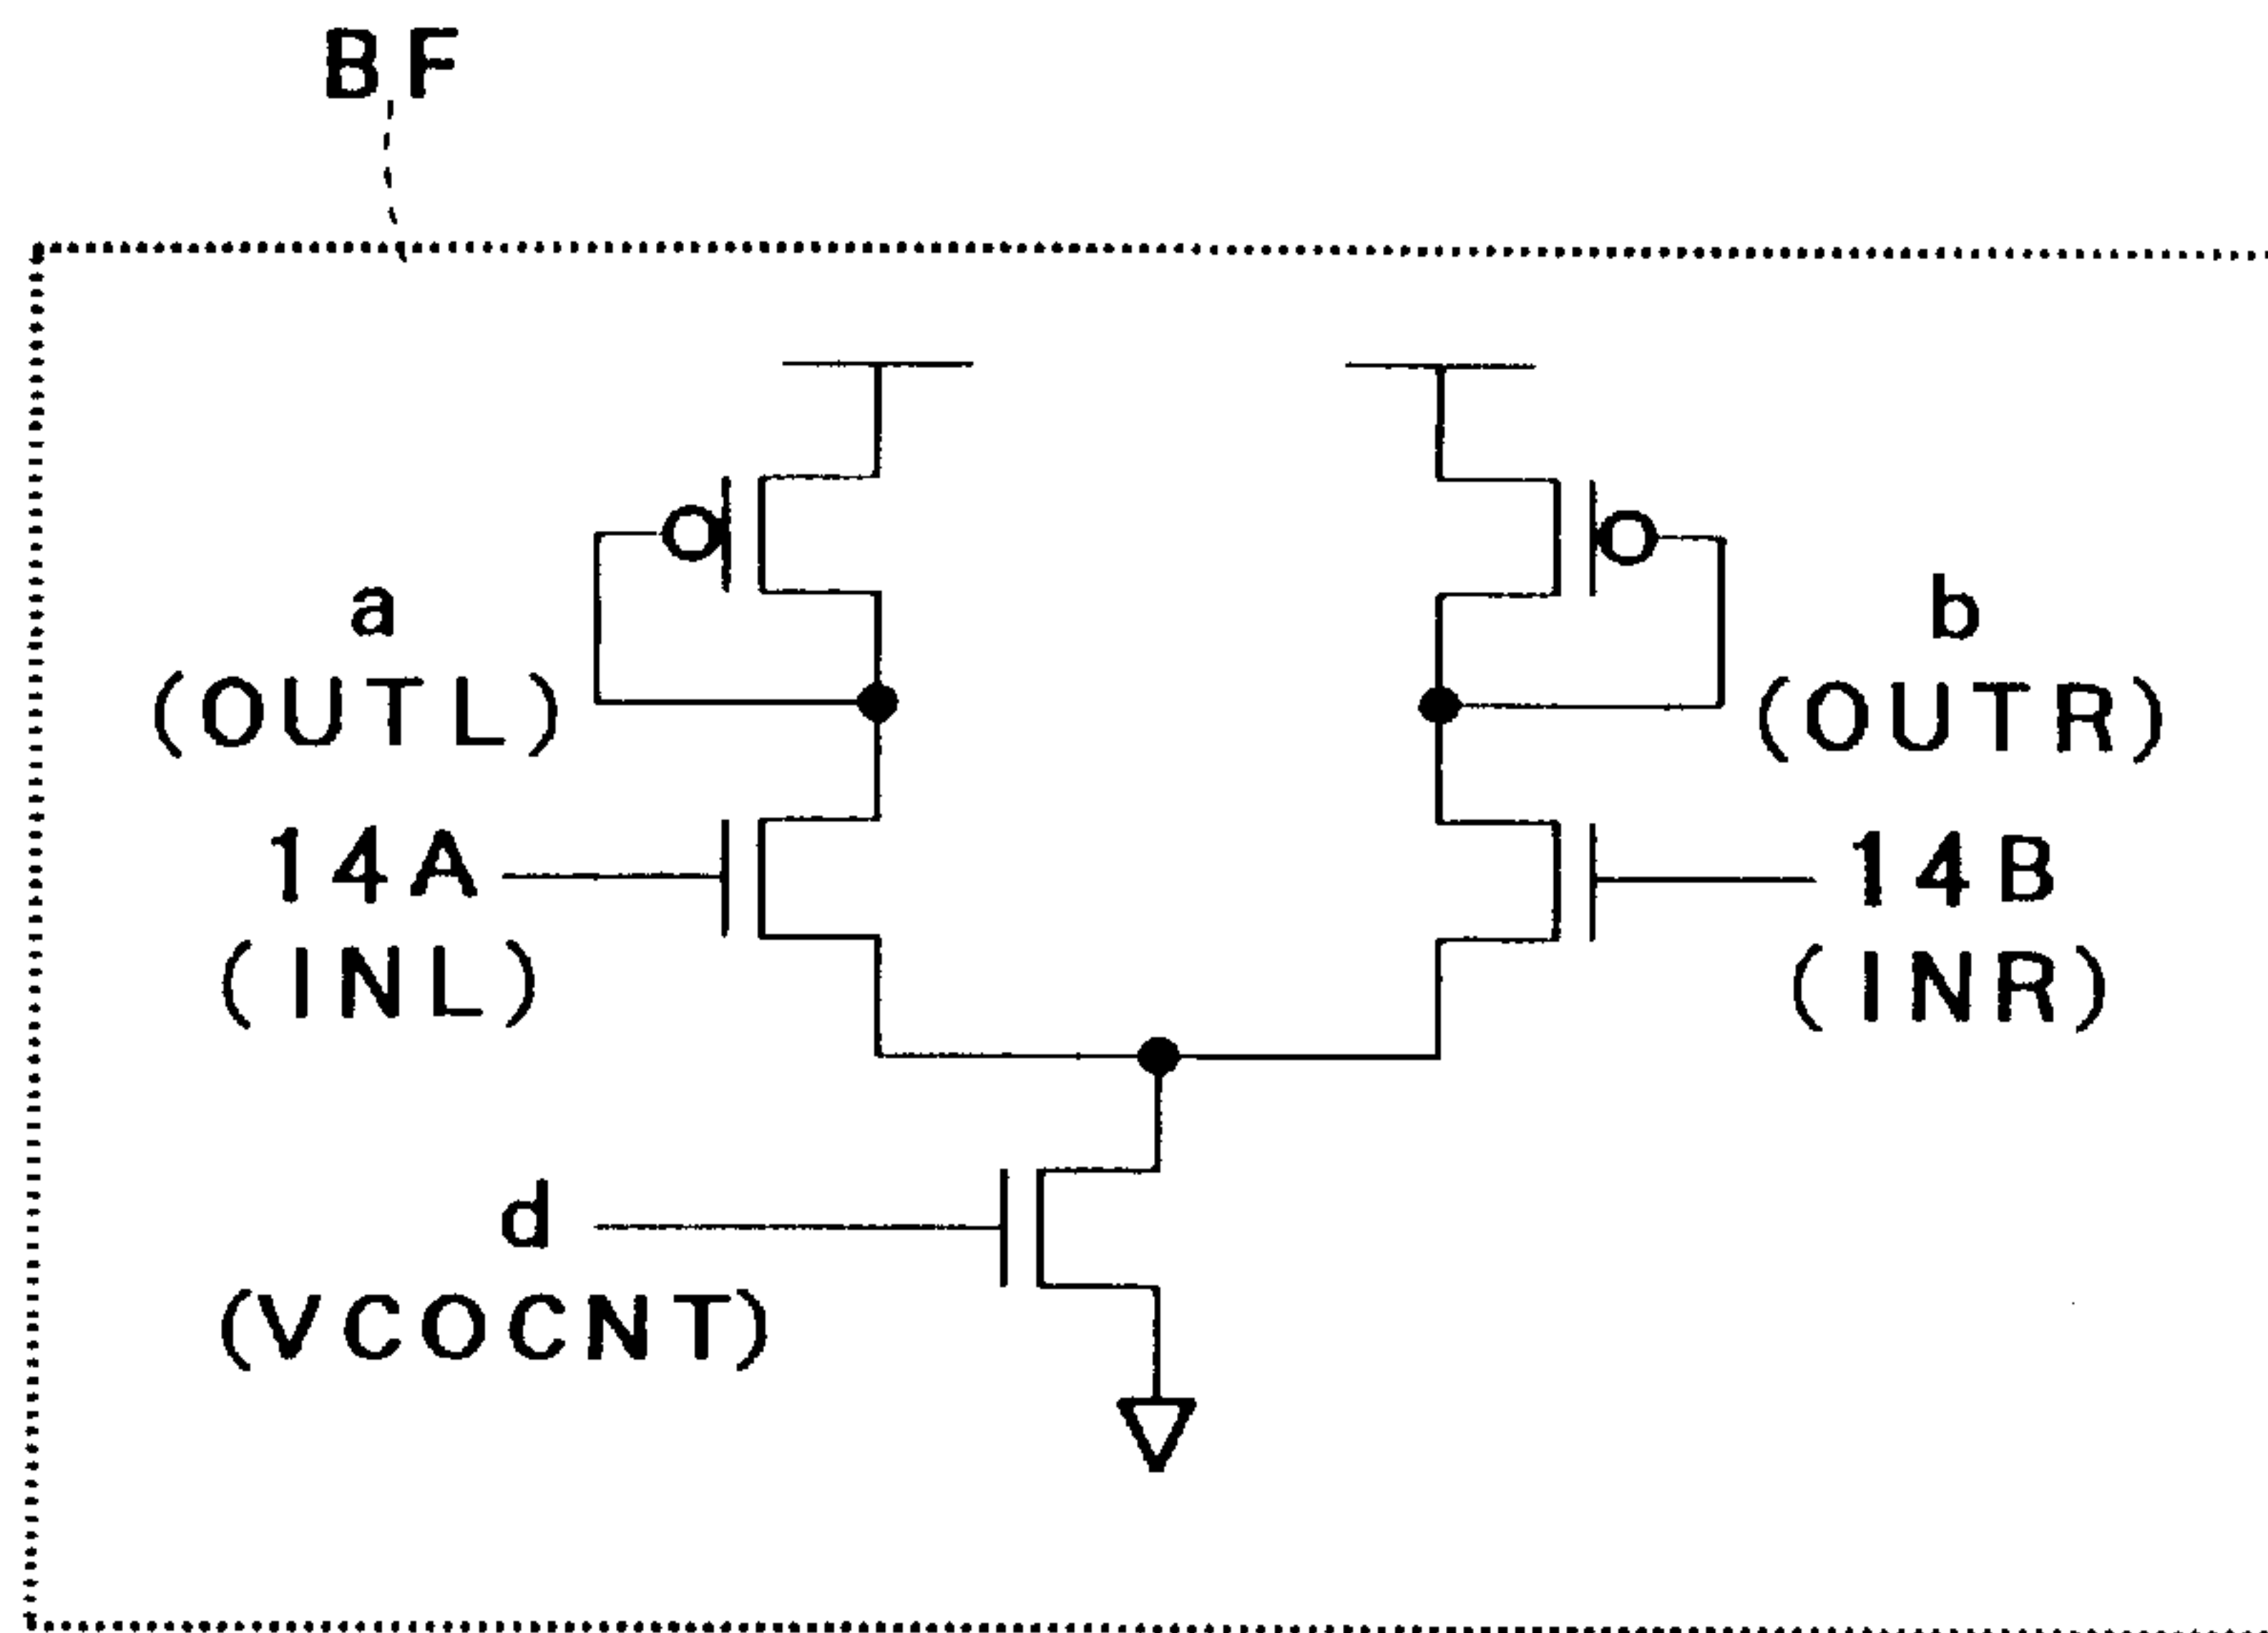 BF
a
(OUTL)
b
(OUTR)
14A
(INL)
14B
(INR)
d
(VCOCNT)